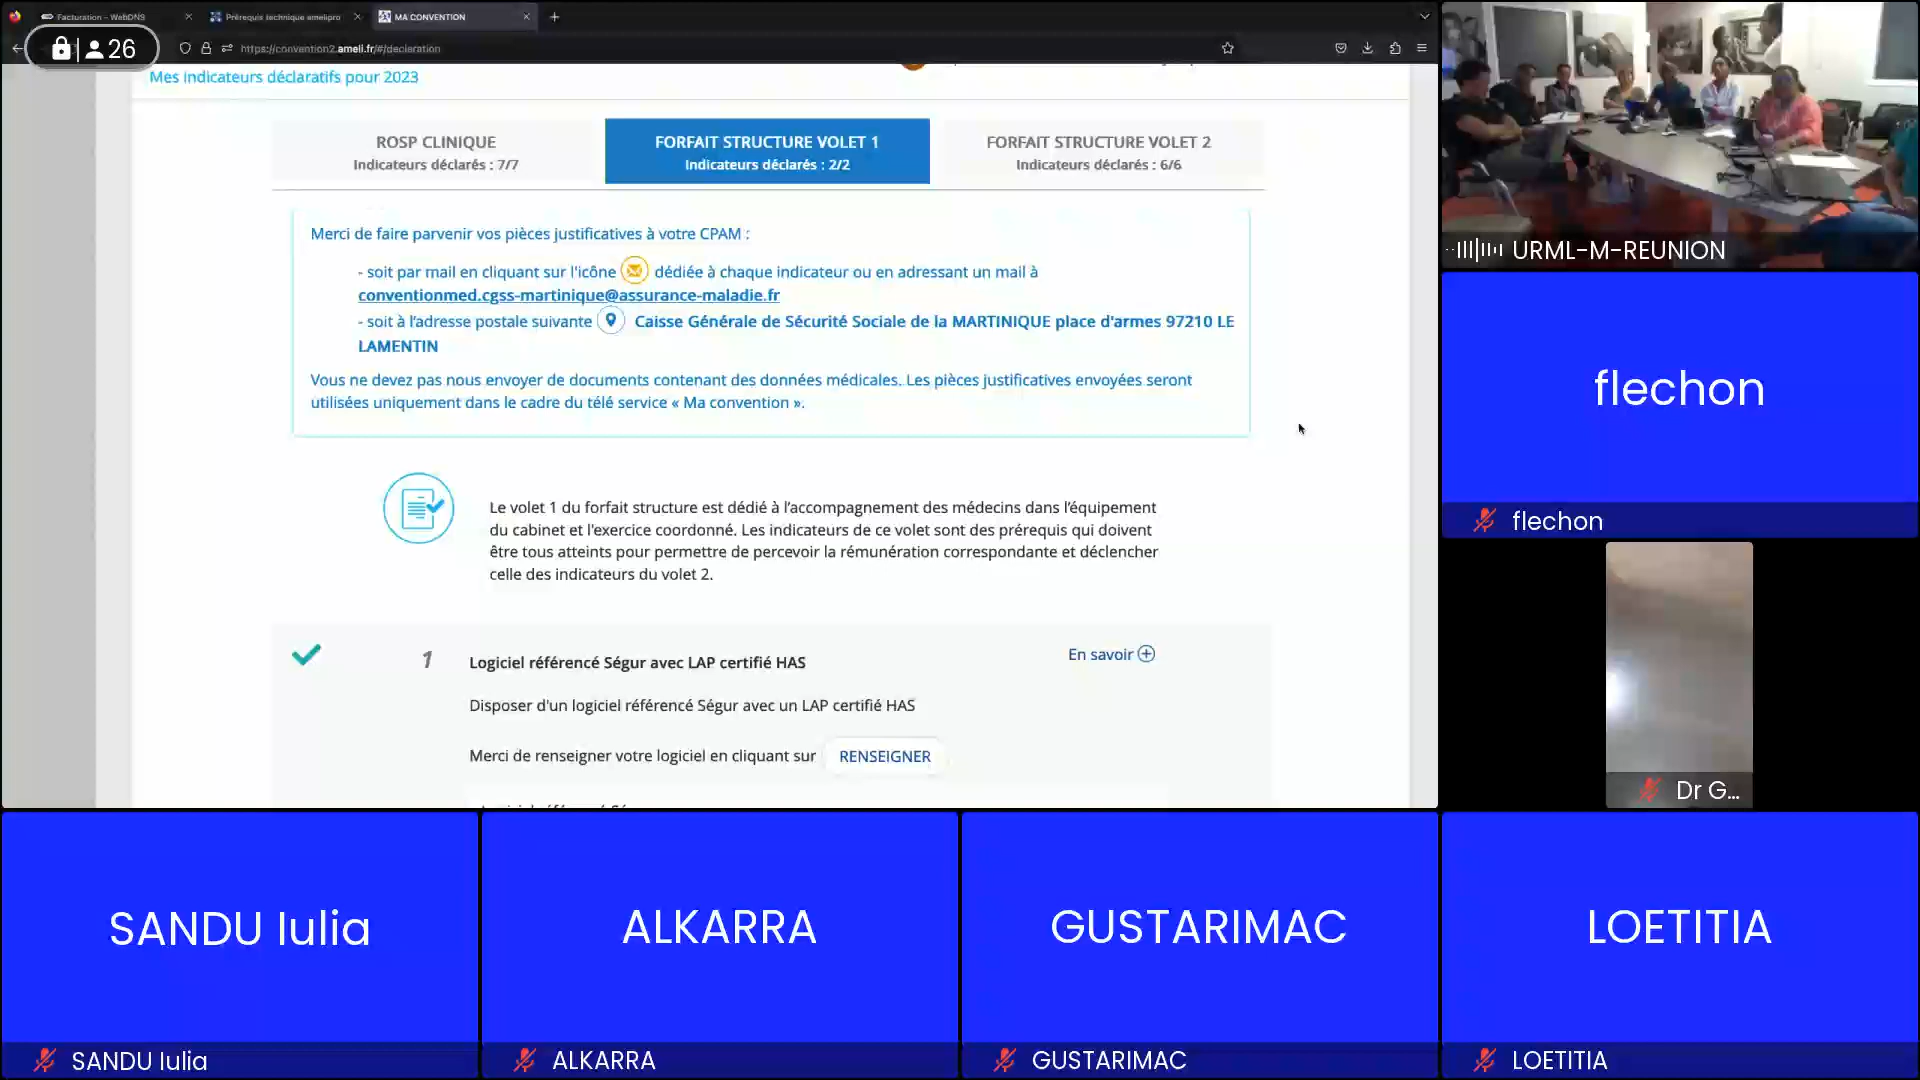 Facturation - WebDNS
Prérequis technique amelipro
MA CONVENTION
26
https://convention2.ameli.fr/#/declaration
Mes indicateurs déclaratifs pour 2023
ROSP CLINIQUE
Indicateurs déclarés : 7/7
FORFAIT STRUCTURE VOLET 1
Indicateurs déclarés : 2/2
FORFAIT STRUCTURE VOLET 2
Indicateurs déclarés : 6/6
Merci de faire parvenir vos pièces justificatives à votre CPAM :
- soit par mail en cliquant sur l'icône dédiée à chaque indicateur ou en adressant un mail à
conventionmed.cgss-martinique@assurance-maladie.fr
- soit à l'adresse postale suivante Caisse Générale de Sécurité Sociale de la MARTINIQUE place d'armes 97210 LE
LAMENTIN
Vous ne devez pas nous envoyer de documents contenant des données médicales. Les pièces justificatives envoyées seront
utilisées uniquement dans le cadre du télé service « Ma convention ».
Le volet 1 du forfait structure est dédié à l'accompagnement des médecins dans l'équipement
du cabinet et l'exercice coordonné. Les indicateurs de ce volet sont des prérequis qui doivent
être tous atteints pour permettre de percevoir la rémunération correspondante et déclencher
celle des indicateurs du volet 2.
1
Logiciel référencé Ségur avec LAP certifié HAS
En savoir
Disposer d'un logiciel référencé Ségur avec un LAP certifié HAS
Merci de renseigner votre logiciel en cliquant sur RENSEIGNER
URML-M-REUNION
flechon
flechon
Dr G...
SANDU Iulia
SANDU Iulia
ALKARRA
ALKARRA
GUSTARIMAC
GUSTARIMAC
LOETITIA
LOETITIA